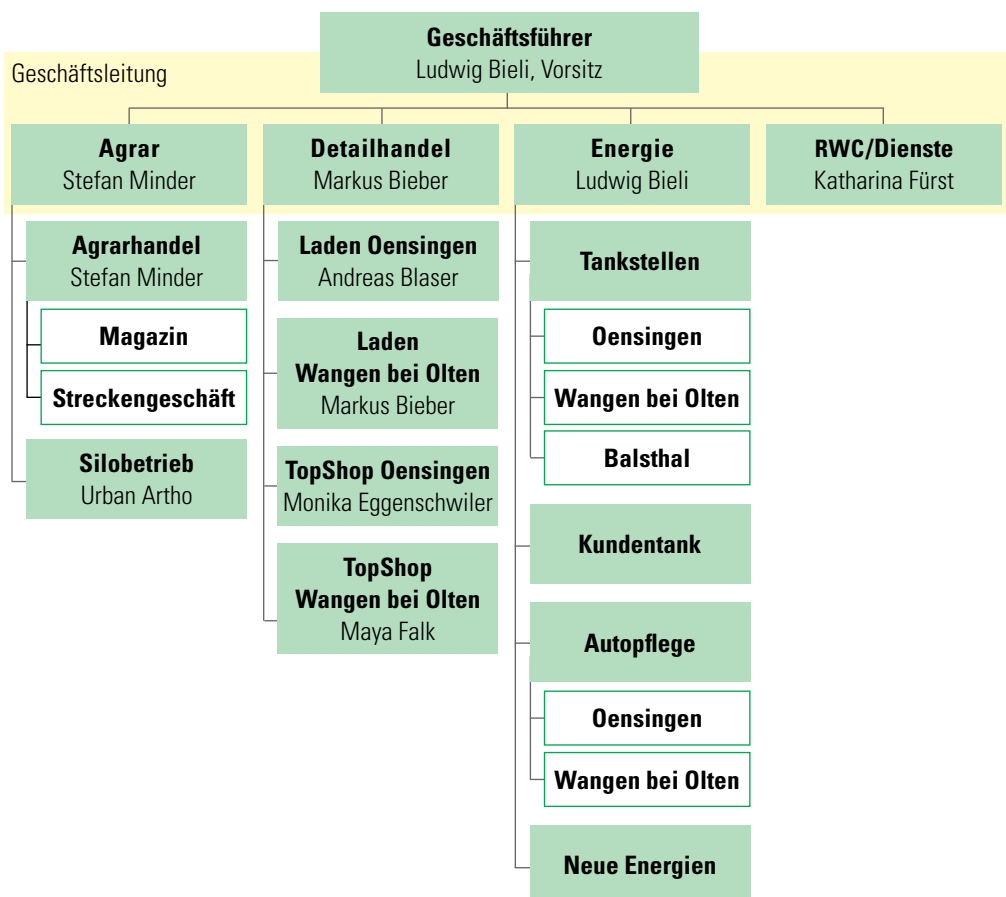 Geschäftsführer
Ludwig Bieli, Vorsitz
Geschäftsleitung
Agrar
Stefan Minder
Detailhandel
Markus Bieber
Energie
Ludwig Bieli
RWC/Dienste
Katharina Fürst
Agrarhandel
Stefan Minder
Magazin
Streckengeschäft
Silobetrieb
Urban Artho
Laden Oensingen
Andreas Blaser
Laden
Wangen bei Olten
Markus Bieber
TopShop Oensingen
Monika Eggenschwiler
TopShop
Wangen bei Olten
Maya Falk
Tankstellen
Oensingen
Wangen bei Olten
Balsthal
Kundentank
Autopflege
Oensingen
Wangen bei Olten
Neue Energien